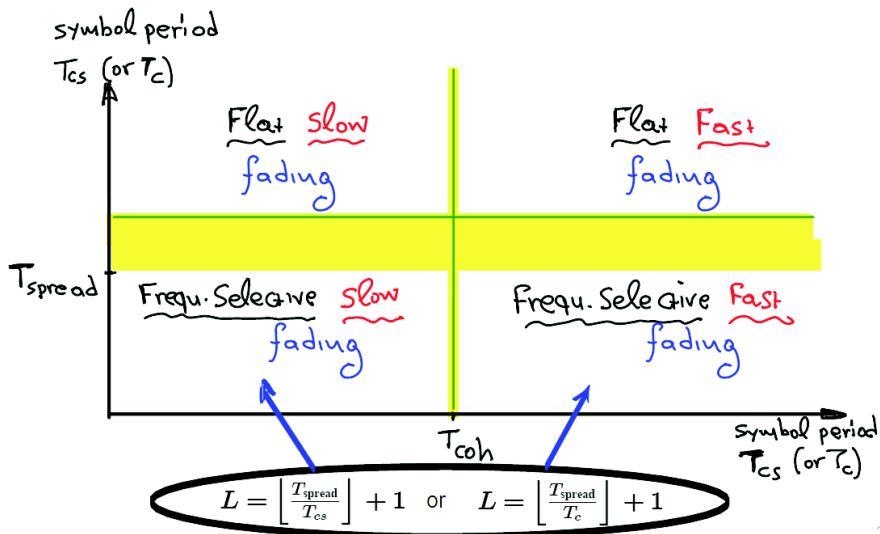 symbol period
Tcs (or Tc)
Flat Slow
fading
Flat Fast
fading
Tspread
Frequ. Selective Slow
fading
Frequ. Selective Fast
fading
Tcoh
symbol period
Tcs (or Tc)
L = ⌊Tspread/Tcs⌋ + 1 or L = ⌊Tspread/Tc⌋ + 1